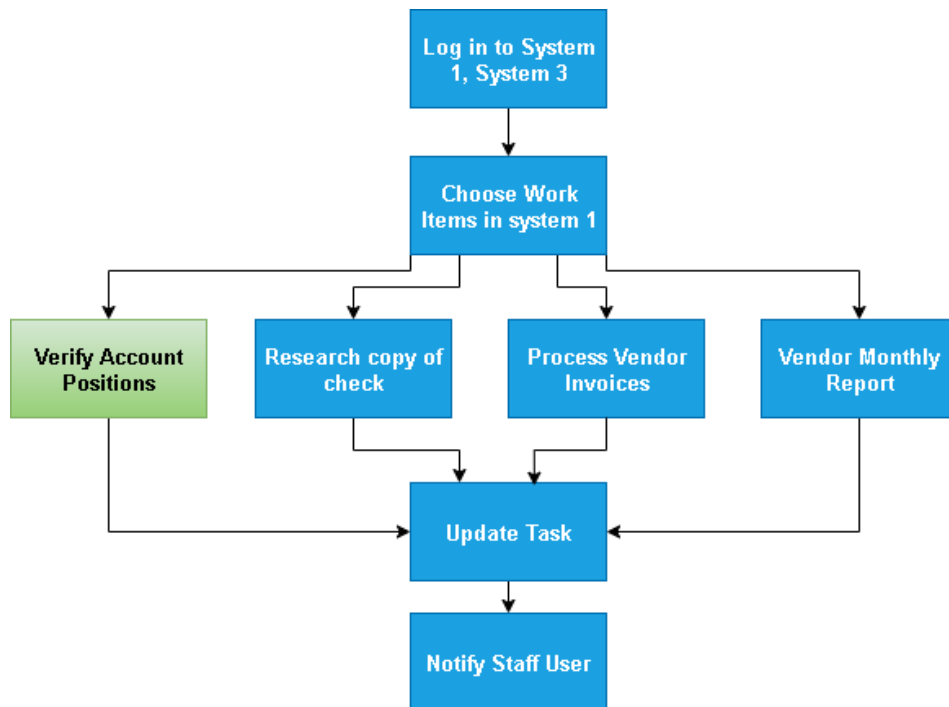 Log in to System
1, System 3
Choose Work
Items in system 1
Verify Account
Positions
Research copy of
check
Process Vendor
Invoices
Vendor Monthly
Report
Update Task
Notify Staff User